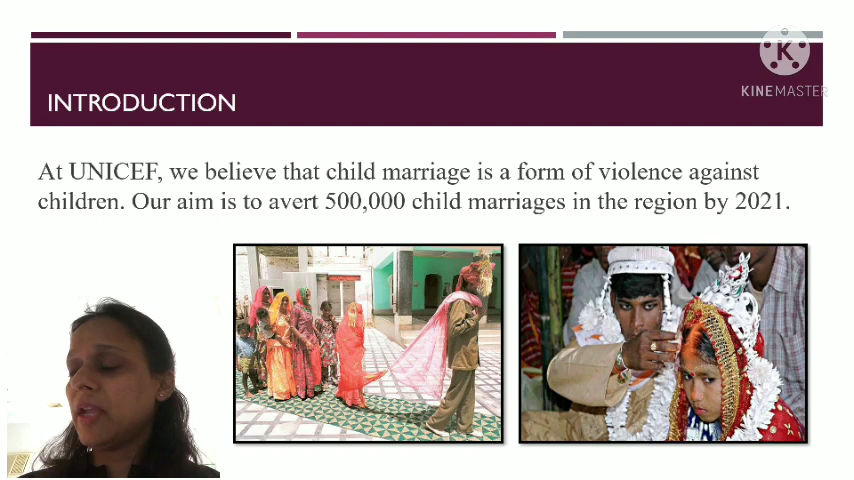 INTRODUCTION
K
KINEMASTER
At UNICEF, we believe that child marriage is a form of violence against
children. Our aim is to avert 500,000 child marriages in the region by 2021.